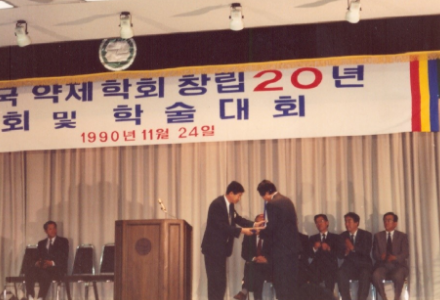 국 약제학회 창립 20년
회 및 학술대회
1990년 11월 24일